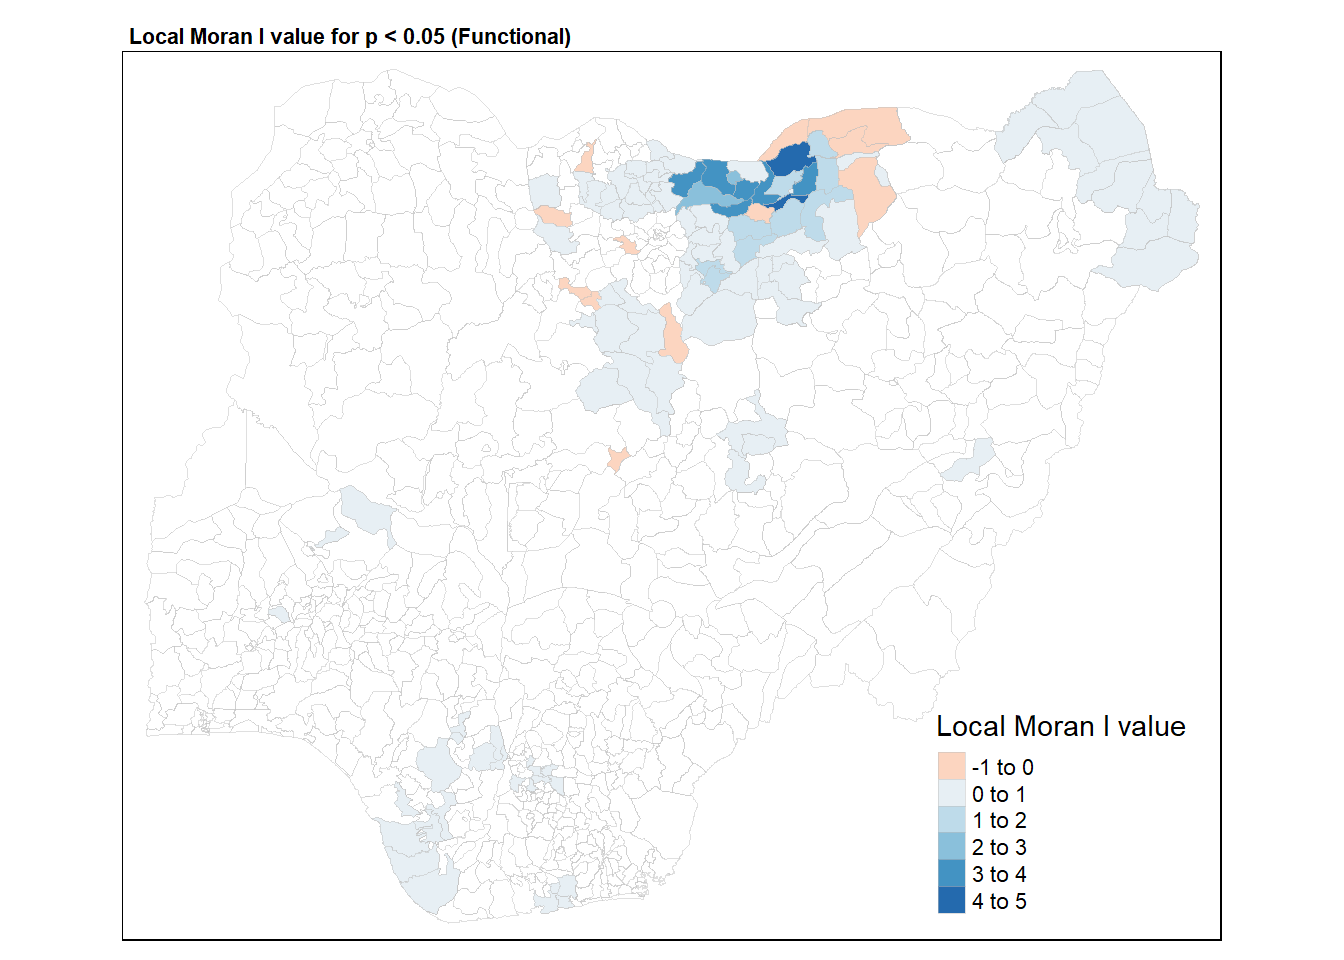 Local Moran I value for p < 0.05 (Functional)
Local Moran I value
-1 to 0
0 to 1
1 to 2
2 to 3
3 to 4
4 to 5